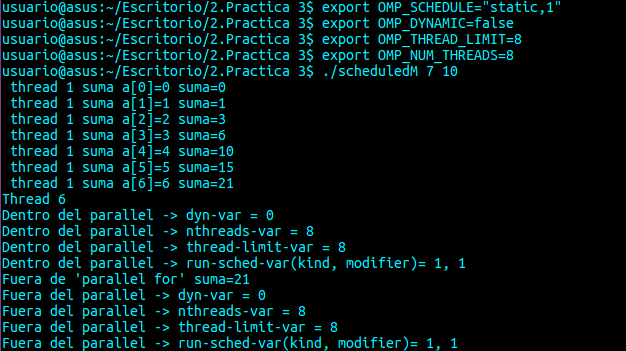 usuario@asus:~/Escritorio/2.Practica 3$ export OMP_SCHEDULE="static,1"
usuario@asus:~/Escritorio/2.Practica 3$ export OMP_DYNAMIC=false
usuario@asus:~/Escritorio/2.Practica 3$ export OMP_THREAD_LIMIT=8
usuario@asus:~/Escritorio/2.Practica 3$ export OMP_NUM_THREADS=8
usuario@asus:~/Escritorio/2.Practica 3$ ./scheduledM 7 10
 thread 1 suma a[0]=0 suma=0
 thread 1 suma a[1]=1 suma=1
 thread 1 suma a[2]=2 suma=3
 thread 1 suma a[3]=3 suma=6
 thread 1 suma a[4]=4 suma=10
 thread 1 suma a[5]=5 suma=15
 thread 1 suma a[6]=6 suma=21
Thread 6
Dentro del parallel -> dyn-var = 0
Dentro del parallel -> nthreads-var = 8
Dentro del parallel -> thread-limit-var = 8
Dentro del parallel -> run-sched-var(kind, modifier)= 1, 1
Fuera de 'parallel for' suma=21
Fuera del parallel -> dyn-var = 0
Fuera del parallel -> nthreads-var = 8
Fuera del parallel -> thread-limit-var = 8
Fuera del parallel -> run-sched-var(kind, modifier)= 1, 1